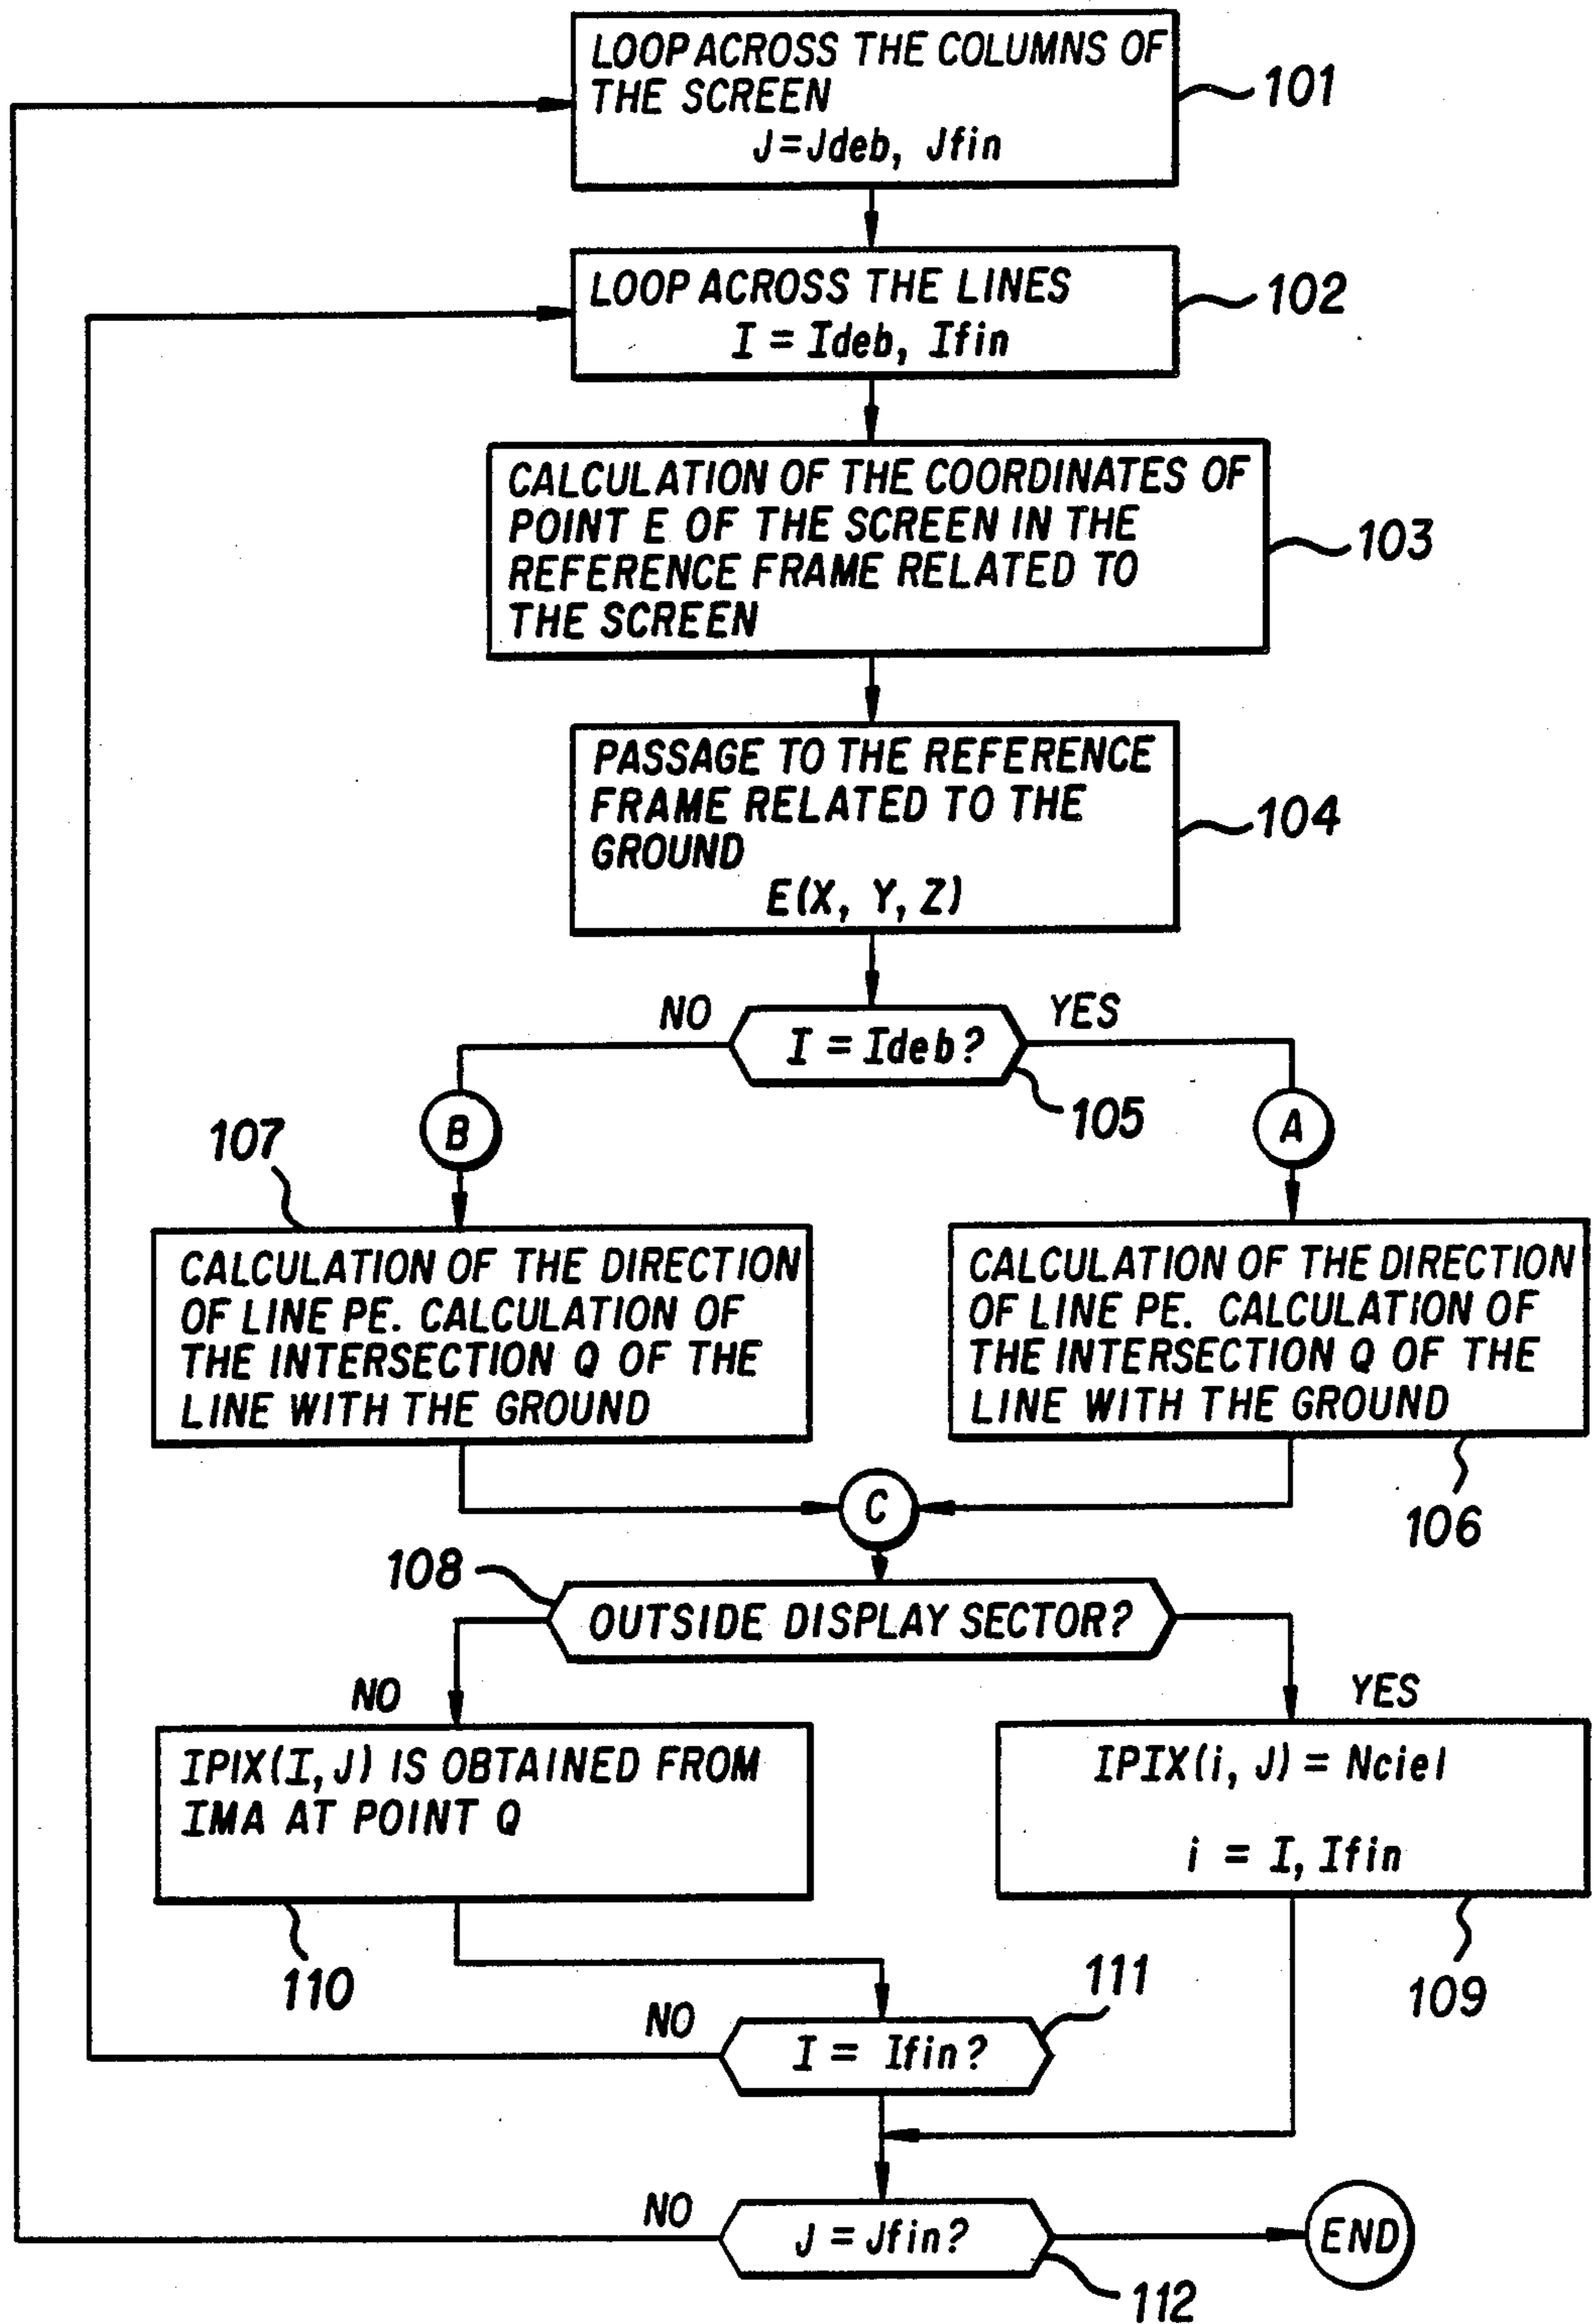 LOOP ACROSS THE COLUMNS OF
THE SCREEN
J=Jdeb, Jfin
101
LOOP ACROSS THE LINES
I = Ideb, Ifin
102
CALCULATION OF THE COORDINATES OF
POINT E OF THE SCREEN IN THE
REFERENCE FRAME RELATED TO
THE SCREEN
103
PASSAGE TO THE REFERENCE
FRAME RELATED TO THE
GROUND
E(X, Y, Z)
104
NO
I = Ideb?
YES
105
B
A
107
CALCULATION OF THE DIRECTION
OF LINE PE. CALCULATION OF
THE INTERSECTION Q OF THE
LINE WITH THE GROUND
CALCULATION OF THE DIRECTION
OF LINE PE. CALCULATION OF
THE INTERSECTION Q OF THE
LINE WITH THE GROUND
106
C
108
OUTSIDE DISPLAY SECTOR?
NO
YES
IPIX(I,J) IS OBTAINED FROM
IMA AT POINT Q
110
IPIX(i, J) = Nciel
i = I, Ifin
109
111
NO
I = Ifin?
NO
J = Jfin?
112
END